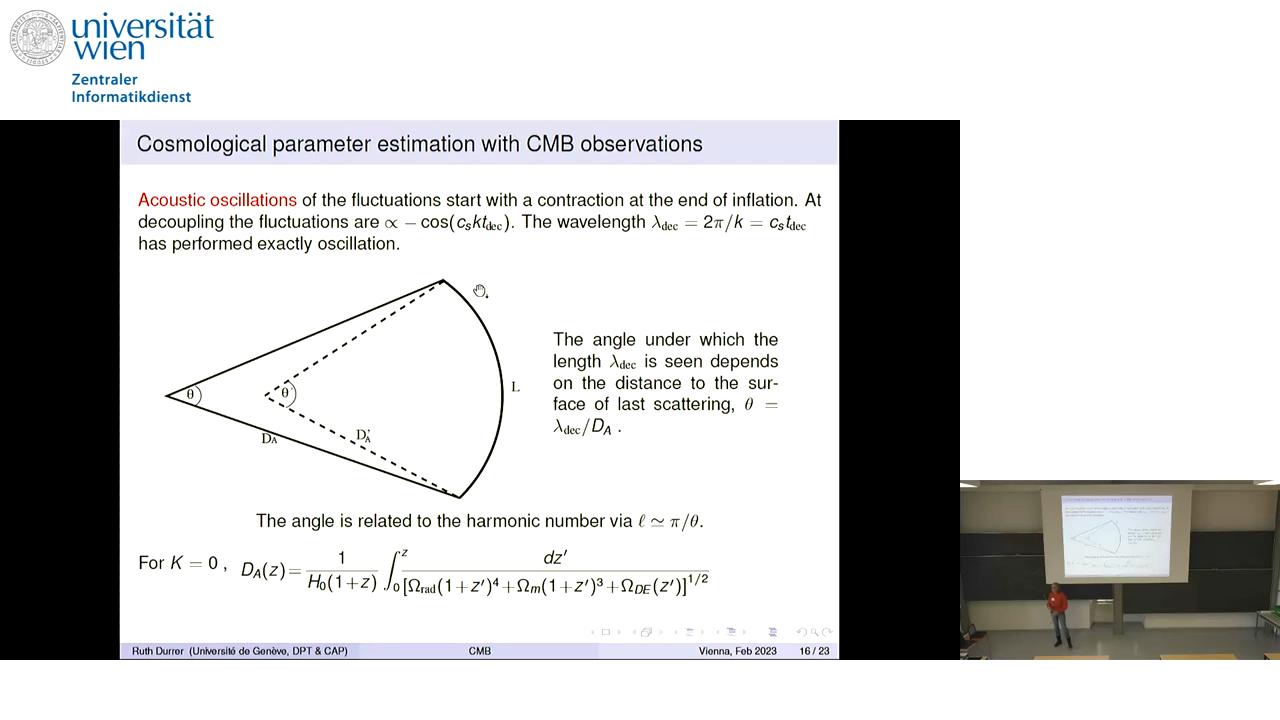 universität
wien
Zentraler
Informatikdienst
Cosmological parameter estimation with CMB observations
Acoustic oscillations of the fluctuations start with a contraction at the end of inflation. At
decoupling the fluctuations are ∝ − cos(c_s k t_dec). The wavelength λ_dec = 2π/k = c_s t_dec
has performed exactly oscillation.
θ
θ'
D_A
D'_A
L
The angle under which the
length λ_dec is seen depends
on the distance to the sur-
face of last scattering, θ =
λ_dec/D_A .
The angle is related to the harmonic number via ℓ ≃ π/θ.
For K = 0 , D_A(z) = 1/(H_0(1+z)) ∫_0^z dz'/[Ω_rad(1+z')^4+Ω_m(1+z')^3+Ω_DE(z')]^1/2
Ruth Durrer (Université de Genève, DPT & CAP) CMB Vienna, Feb 2023 16 / 23